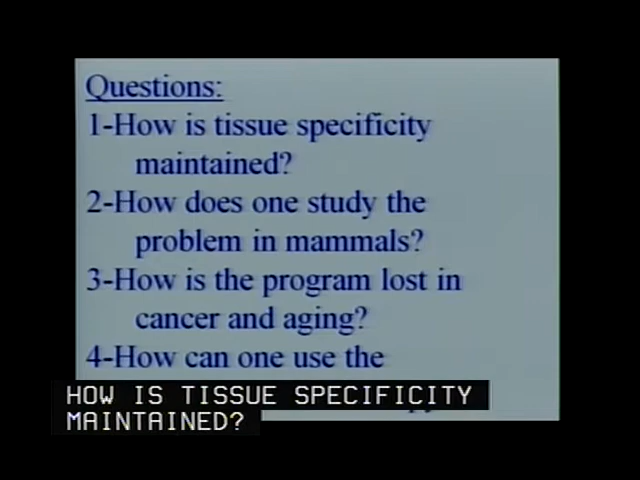 Questions:
1-How is tissue specificity
maintained?
2-How does one study the
problem in mammals?
3-How is the program lost in
cancer and aging?
4-How can one use the
HOW IS TISSUE SPECIFICITY
MAINTAINED?